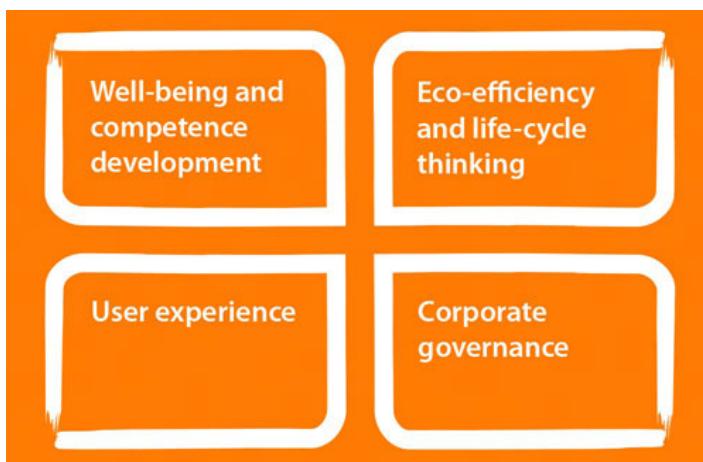 Well-being and
competence
development
Eco-efficiency
and life-cycle
thinking
User experience
Corporate
governance